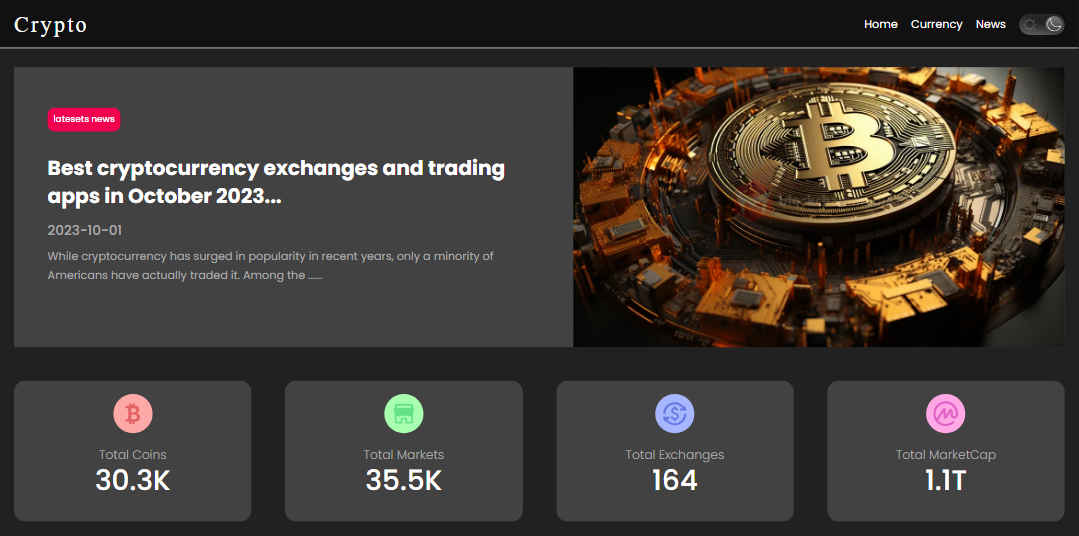 Crypto
Home Currency News
latesets news
Best cryptocurrency exchanges and trading
apps in October 2023...
2023-10-01
While cryptocurrency has surged in popularity in recent years, only a minority of
Americans have actually traded it. Among the ......
Total Coins
30.3K
Total Markets
35.5K
Total Exchanges
164
Total MarketCap
1.1T